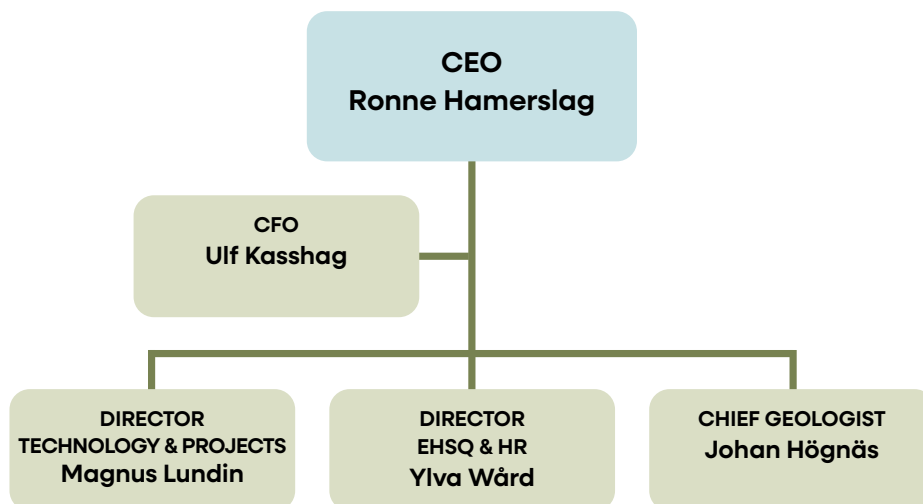 CEO
Ronne Hamerslag
CFO
Ulf Kasshag
DIRECTOR
TECHNOLOGY & PROJECTS
Magnus Lundin
DIRECTOR
EHSQ & HR
Ylva Wård
CHIEF GEOLOGIST
Johan Högnäs